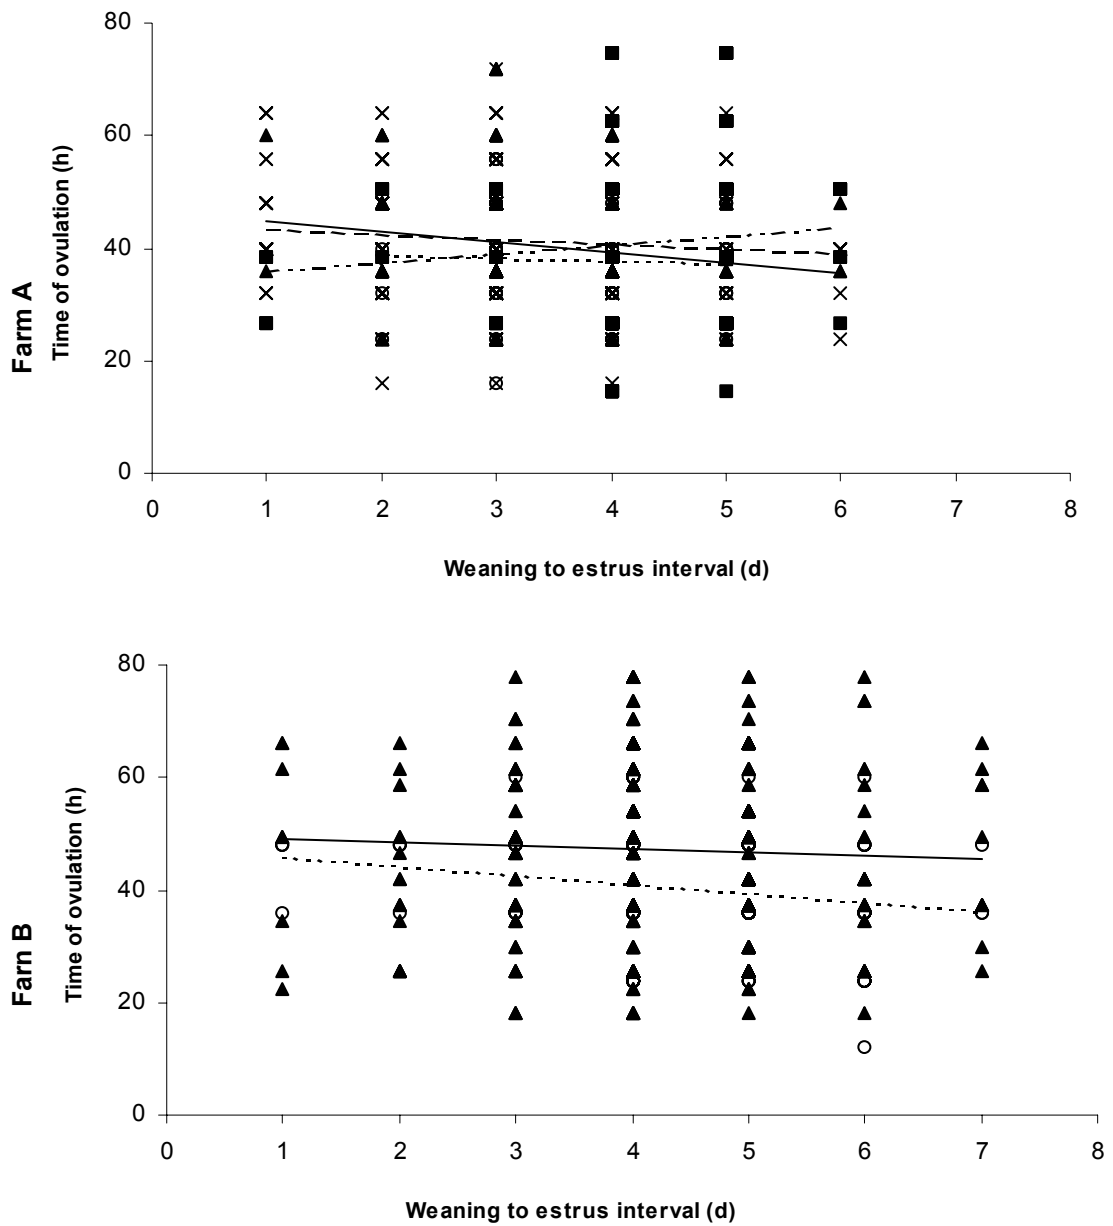 80
60
40
20
0
Farm A
Time of ovulation (h)
0 1 2 3 4 5 6 7 8
Weaning to estrus interval (d)
80
60
40
20
0
Farn B
Time of ovulation (h)
0 1 2 3 4 5 6 7 8
Weaning to estrus interval (d)